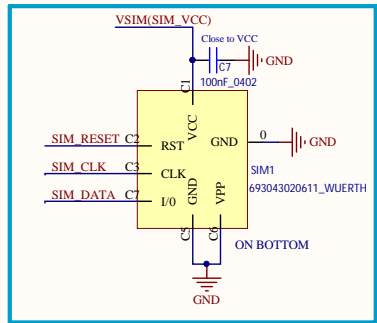 VSIM(SIM_VCC)
Close to VCC
C7
GND
100nF_0402
C1
VCC
GND
0
GND
SIM_RESET C2
RST
SIM_CLK C3
CLK
SIM1
693043020611_WUERTH
SIM_DATA C7
I/0
GND
VPP
C5
C6
ON BOTTOM
GND